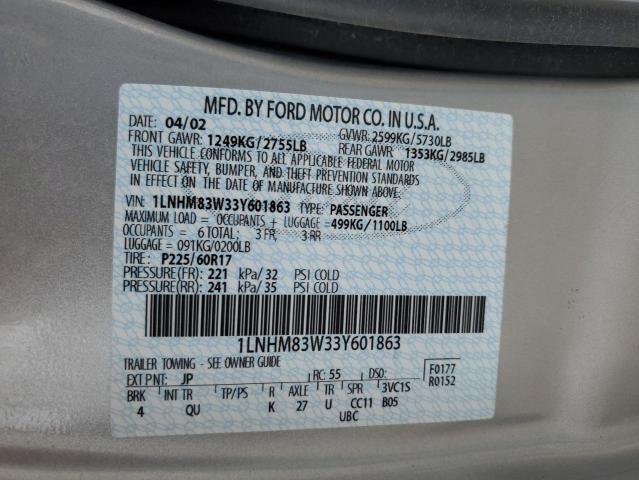 MFD. BY FORD MOTOR CO. IN U.S.A.
DATE: 04/02 GVWR: 2599KG/5730LB
FRONT GAWR: 1249KG/2755LB REAR GAWR: 1353KG/2985LB
THIS VEHICLE CONFORMS TO ALL APPLICABLE FEDERAL MOTOR
VEHICLE SAFETY, BUMPER, AND THEFT PREVENTION STANDARDS
IN EFFECT ON THE DATE OF MANUFACTURE SHOWN ABOVE.
VIN: 1LNHM83W33Y601863 TYPE: PASSENGER
MAXIMUM LOAD = OCCUPANTS + LUGGAGE = 499KG/1100LB
OCCUPANTS = 6 TOTAL; 3 FR, 3 RR
LUGGAGE = 091KG/0200LB
TIRE: P225/60R17
PRESSURE(FR): 221 kPa/32 PSI COLD
PRESSURE(RR): 241 kPa/35 PSI COLD
1LNHM83W33Y601863
TRAILER TOWING - SEE OWNER GUIDE
EXT PNT: JP RC: 55 DSO: F0177
R0152
BRK INT TR TP/PS R AXLE TR SPR 3VC1S
4 QU K 27 U CC11 B05
UBC